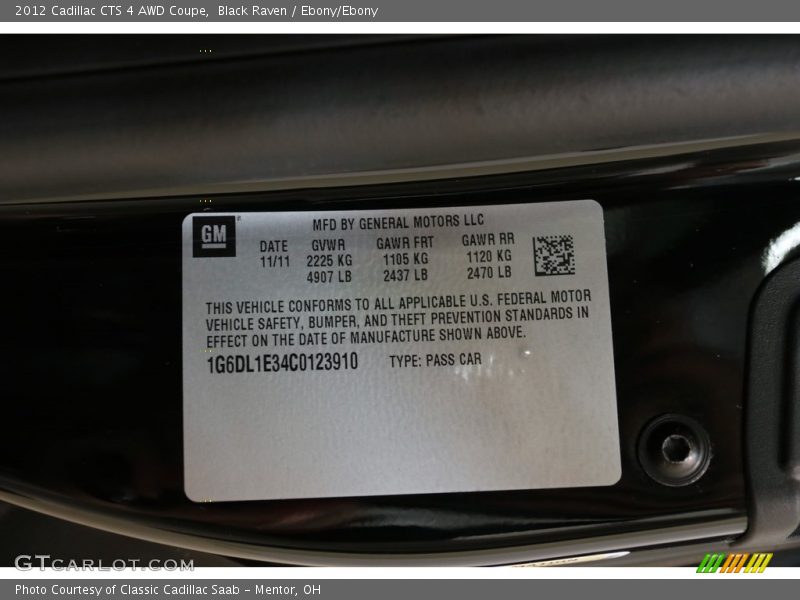 2012 Cadillac CTS 4 AWD Coupe,  Black Raven / Ebony/Ebony
GM
MFD BY GENERAL MOTORS LLC
DATE GVWR GAWR FRT GAWR RR
11/11 2225 KG 1105 KG 1120 KG
4907 LB 2437 LB 2470 LB
THIS VEHICLE CONFORMS TO ALL APPLICABLE U.S. FEDERAL MOTOR
VEHICLE SAFETY, BUMPER, AND THEFT PREVENTION STANDARDS IN
EFFECT ON THE DATE OF MANUFACTURE SHOWN ABOVE.
1G6DL1E34C0123910 TYPE: PASS CAR
GTCARLOT.COM
Photo Courtesy of Classic Cadillac Saab - Mentor, OH